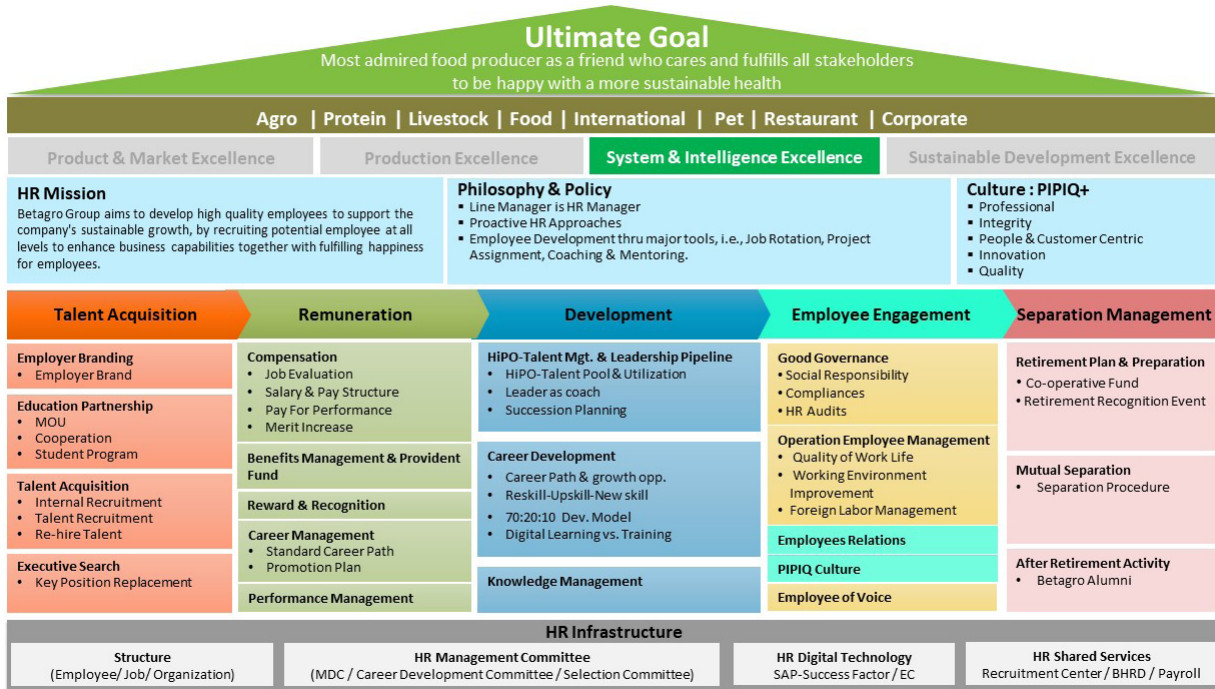 Ultimate Goal
Most admired food producer as a friend who cares and fulfills all stakeholders
to be happy with a more sustainable health
Agro | Protein | Livestock | Food | International | Pet | Restaurant | Corporate
Product & Market Excellence
Production Excellence
System & Intelligence Excellence
Sustainable Development Excellence
HR Mission
Betagro Group aims to develop high quality employees to support the
company's sustainable growth, by recruiting potential employee at all
levels to enhance business capabilities together with fulfilling happiness
for employees.
Philosophy & Policy
▪ Line Manager is HR Manager
▪ Proactive HR Approaches
▪ Employee Development thru major tools, i.e., Job Rotation, Project
Assignment, Coaching & Mentoring.
Culture : PIPIQ+
▪ Professional
▪ Integrity
▪ People & Customer Centric
▪ Innovation
▪ Quality
Talent Acquisition
Remuneration
Development
Employee Engagement
Separation Management
Employer Branding
• Employer Brand
Education Partnership
• MOU
• Cooperation
• Student Program
Talent Acquisition
• Internal Recruitment
• Talent Recruitment
• Re-hire Talent
Executive Search
• Key Position Replacement
Compensation
• Job Evaluation
• Salary & Pay Structure
• Pay For Performance
• Merit Increase
Benefits Management & Provident
Fund
Reward & Recognition
Career Management
• Standard Career Path
• Promotion Plan
Performance Management
HiPO-Talent Mgt. & Leadership Pipeline
• HiPO-Talent Pool & Utilization
• Leader as coach
• Succession Planning
Career Development
• Career Path & growth opp.
• Reskill-Upskill-New skill
• 70:20:10 Dev. Model
• Digital Learning vs. Training
Knowledge Management
Good Governance
• Social Responsibility
• Compliances
• HR Audits
Operation Employee Management
• Quality of Work Life
• Working Environment
Improvement
• Foreign Labor Management
Employees Relations
PIPIQ Culture
Employee of Voice
Retirement Plan & Preparation
• Co-operative Fund
• Retirement Recognition Event
Mutual Separation
• Separation Procedure
After Retirement Activity
• Betagro Alumni
HR Infrastructure
Structure
(Employee/ Job/ Organization)
HR Management Committee
(MDC / Career Development Committee / Selection Committee)
HR Digital Technology
SAP-Success Factor / EC
HR Shared Services
Recruitment Center / BHRD / Payroll